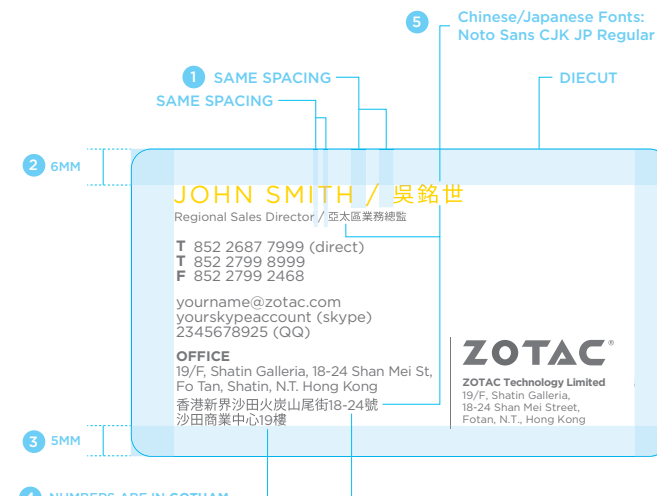 5 Chinese/Japanese Fonts:
Noto Sans CJK JP Regular
1 SAME SPACING
DIECUT
SAME SPACING
2 6MM
JOHN SMITH / 吳銘世
Regional Sales Director / 亞太區業務總監
T 852 2687 7999 (direct)
T 852 2799 8999
F 852 2799 2468
yourname@zotac.com
yourskypeaccount (skype)
2345678925 (QQ)
OFFICE
19/F, Shatin Galleria, 18-24 Shan Mei St,
Fo Tan, Shatin, N.T. Hong Kong
香港新界沙田火炭山尾街18-24號
沙田商業中心19樓
ZOTAC®
ZOTAC Technology Limited
19/F, Shatin Galleria,
18-24 Shan Mei Street,
Fotan, N.T., Hong Kong
3 5MM
4 NUMBERS ARE IN GOTHAM